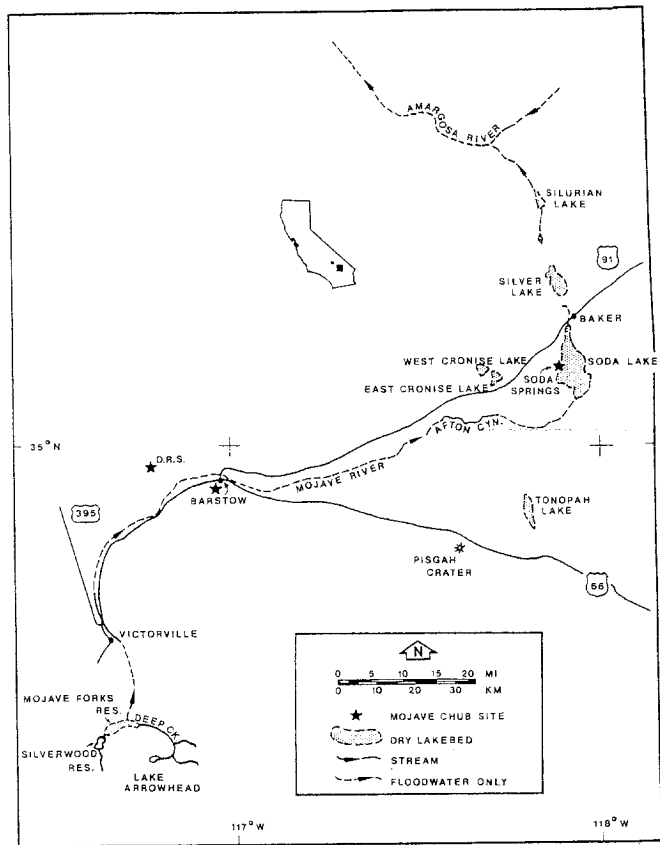 AMARGOSA RIVER
SILURIAN
LAKE
91
SILVER
LAKE
BAKER
WEST CRONISE LAKE
SODA LAKE
SODA
SPRINGS
EAST CRONISE LAKE
AFTON CYN.
35° N
D.R.S.
MOJAVE RIVER
BARSTOW
395
TONOPAH
LAKE
PISGAH
CRATER
66
VICTORVILLE
N
0 5 10 15 20 MI
0 10 20 30 KM
MOJAVE FORKS
RES.
DEEP CK.
MOJAVE CHUB SITE
DRY LAKEBED
SILVERWOOD
RES.
LAKE
ARROWHEAD
STREAM
FLOODWATER ONLY
117° W
118° W